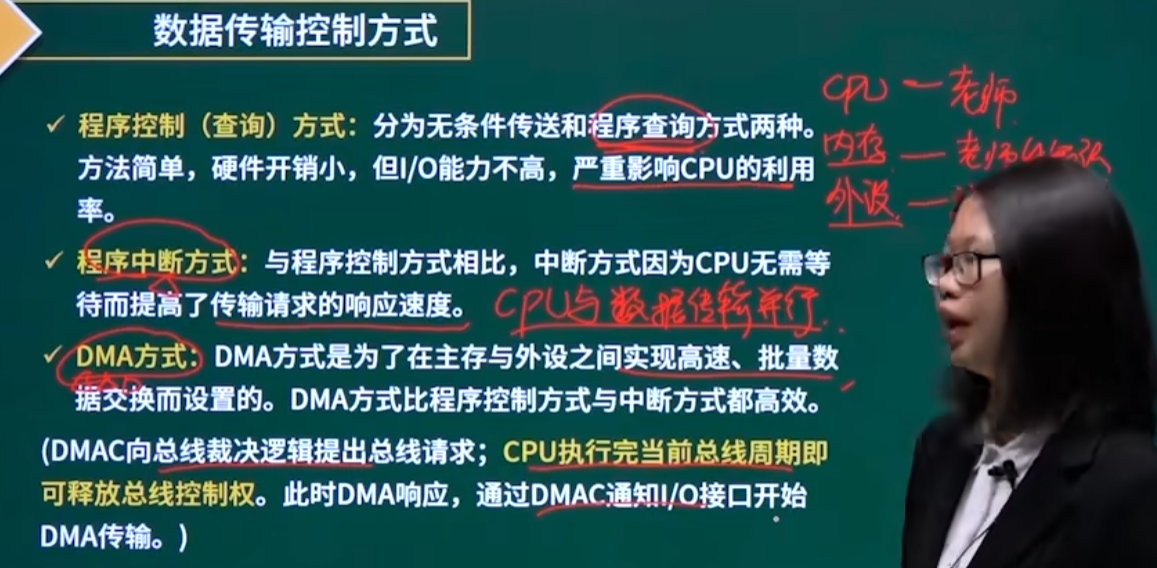 数据传输控制方式
CPU — 老师
✓ 程序控制（查询）方式：分为无条件传送和程序查询方式两种。
内存 — 老师
方法简单，硬件开销小，但I/O能力不高，严重影响CPU的利用
外设 —
率。
✓ 程序中断方式：与程序控制方式相比，中断方式因为CPU无需等
待而提高了传输请求的响应速度。 CPU与数据传输并行
✓ DMA方式：DMA方式是为了在主存与外设之间实现高速、批量数
据交换而设置的。DMA方式比程序控制方式与中断方式都高效。
(DMAC向总线裁决逻辑提出总线请求；CPU执行完当前总线周期即
可释放总线控制权。此时DMA响应，通过DMAC通知I/O接口开始
DMA传输。)